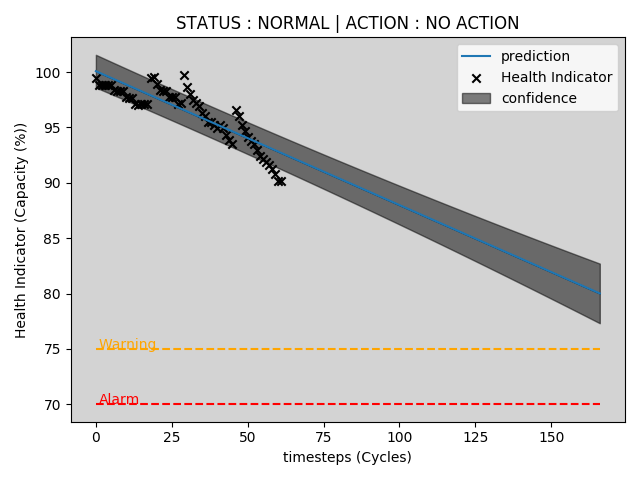 STATUS : NORMAL | ACTION : NO ACTION
prediction
Health Indicator
confidence
Health Indicator (Capacity (%))
100
95
90
85
80
75
70
Warning
Alarm
0
25
50
75
100
125
150
timesteps (Cycles)